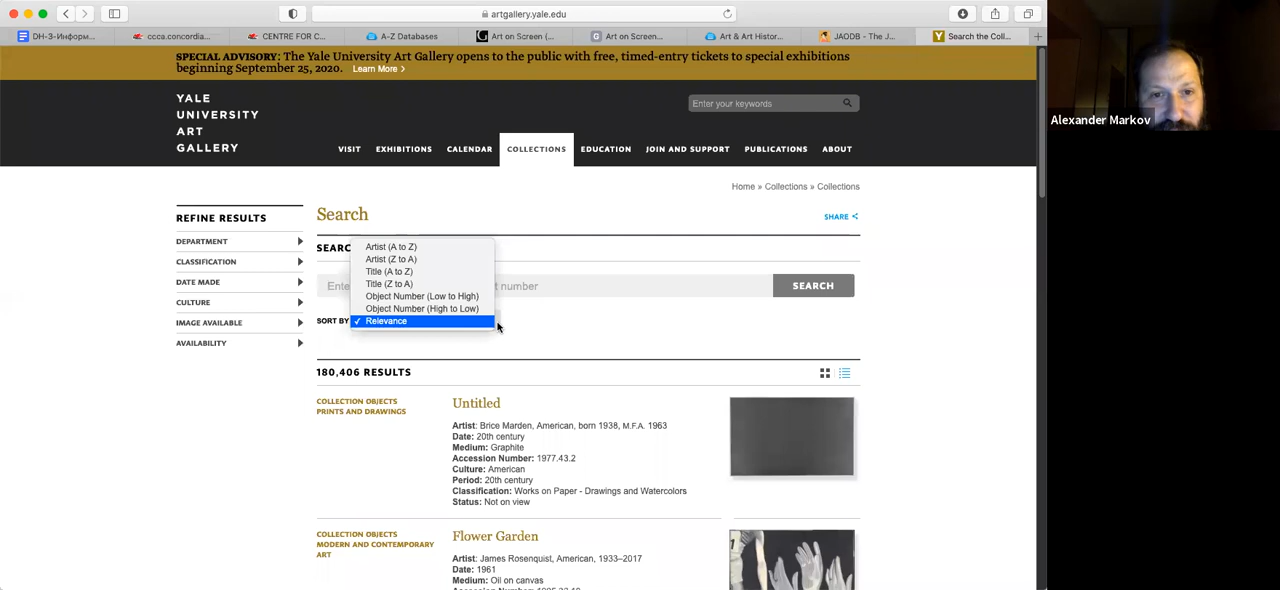 artgallery.yale.edu
DH-3-Информ...
ccca.concordia...
CENTRE FOR C...
A-Z Databases
Art on Screen (...
Art on Screen...
Art & Art Histor...
JAODB - The J...
Search the Coll...
SPECIAL ADVISORY: The Yale University Art Gallery opens to the public with free, timed-entry tickets to special exhibitions
beginning September 25, 2020. Learn More >
YALE
UNIVERSITY
ART
GALLERY
Enter your keywords
VISIT EXHIBITIONS CALENDAR COLLECTIONS EDUCATION JOIN AND SUPPORT PUBLICATIONS ABOUT
Alexander Markov
Home » Collections » Collections
REFINE RESULTS
DEPARTMENT
CLASSIFICATION
DATE MADE
CULTURE
IMAGE AVAILABLE
AVAILABILITY
Search
SHARE
SEARC
Artist (A to Z)
Artist (Z to A)
Title (A to Z)
Title (Z to A)
Object Number (Low to High)
Object Number (High to Low)
✓ Relevance
number
SEARCH
SORT BY
180,406 RESULTS
COLLECTION OBJECTS
PRINTS AND DRAWINGS
Untitled
Artist: Brice Marden, American, born 1938, M.F.A. 1963
Date: 20th century
Medium: Graphite
Accession Number: 1977.43.2
Culture: American
Period: 20th century
Classification: Works on Paper - Drawings and Watercolors
Status: Not on view
COLLECTION OBJECTS
MODERN AND CONTEMPORARY
ART
Flower Garden
Artist: James Rosenquist, American, 1933–2017
Date: 1961
Medium: Oil on canvas